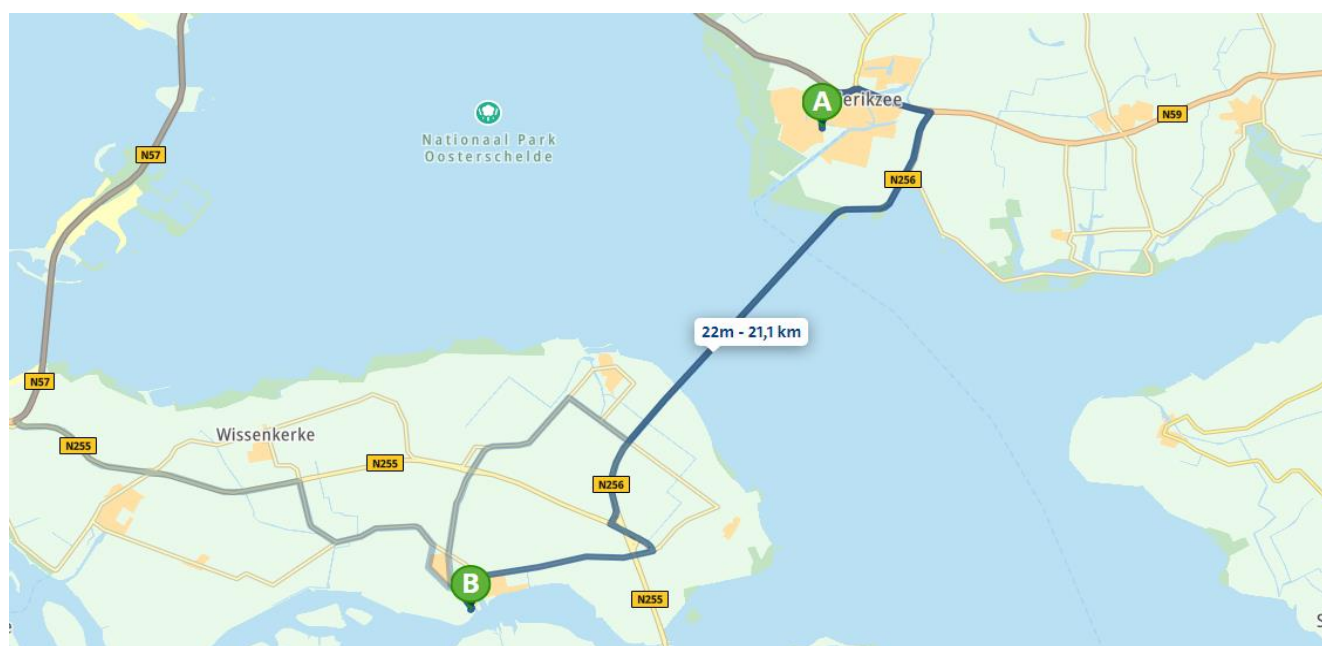 A
erikzee
N59
Nationaal Park
Oosterschelde
N57
N256
22m - 21,1 km
N57
Wissenkerke
N255
N255
N256
B
N255
e
S